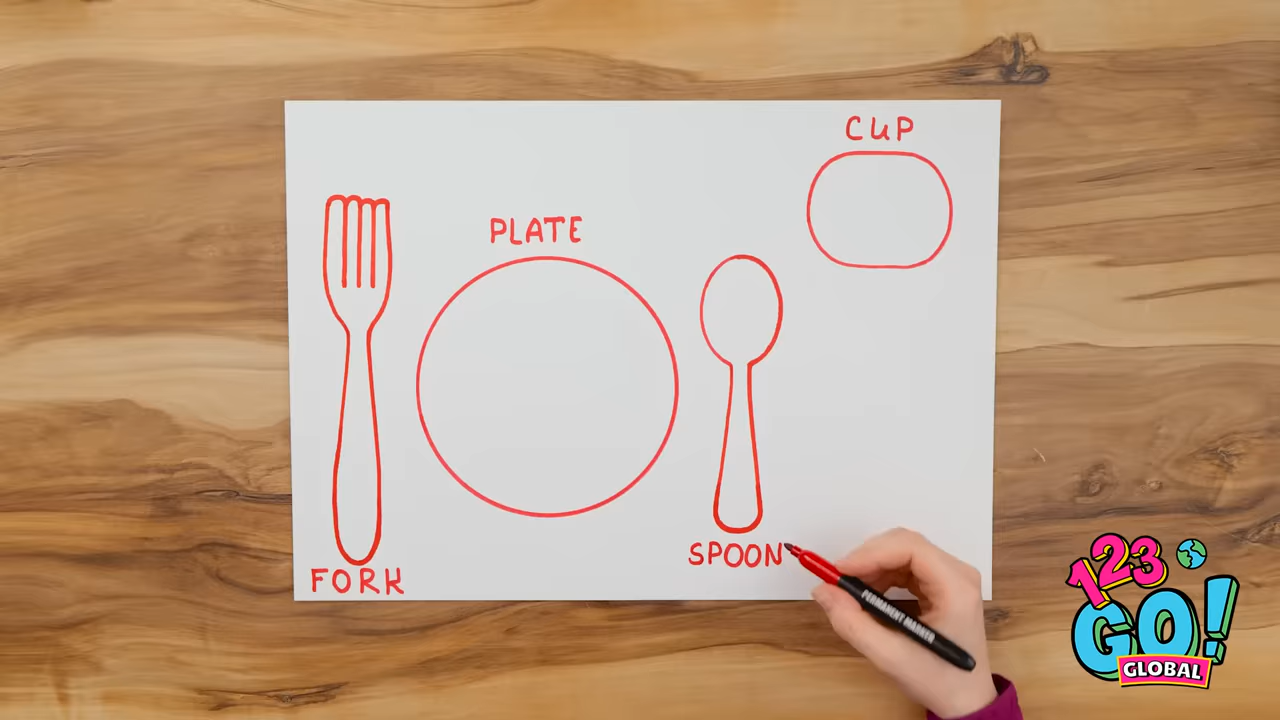 CUP
PLATE
SPOON
FORK
PERMANENT MARKER
123
GO!
GLOBAL